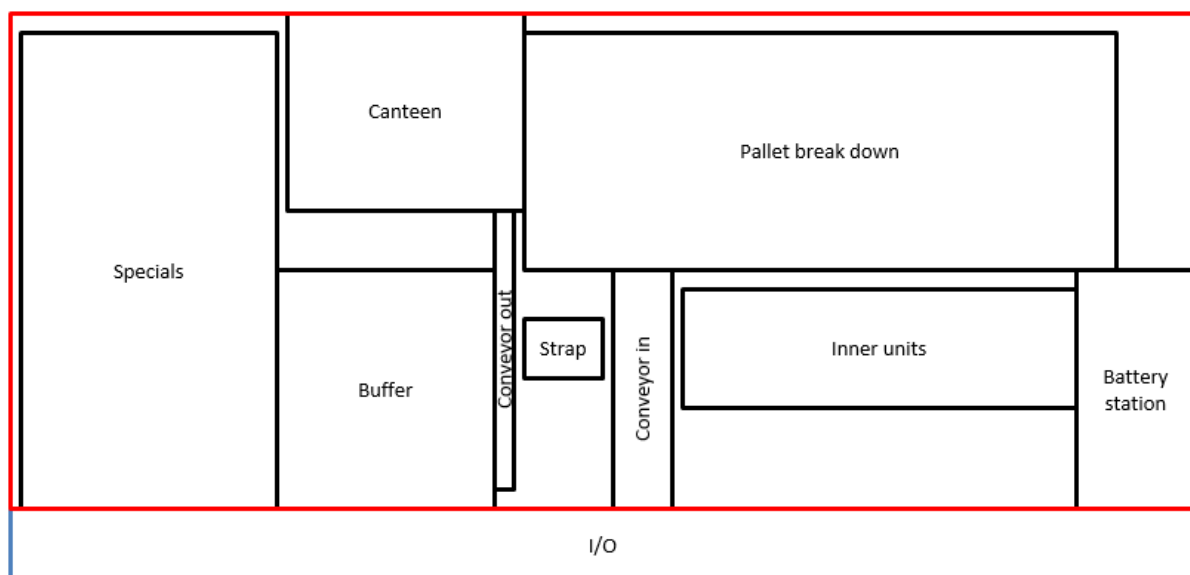 Canteen
Pallet break down
Specials
Conveyor out
Strap
Conveyor in
Inner units
Buffer
Battery
station
I/O